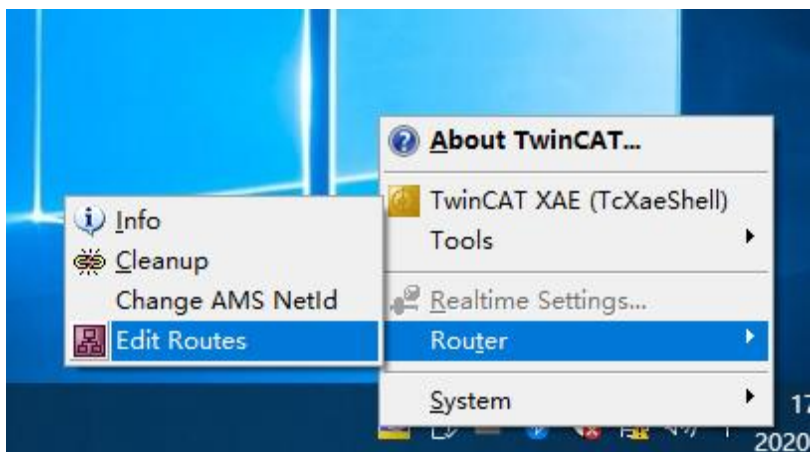 About TwinCAT...
TwinCAT XAE (TcXaeShell)
Tools
Realtime Settings...
Router
System
Info
Cleanup
Change AMS NetId
Edit Routes
17
2020